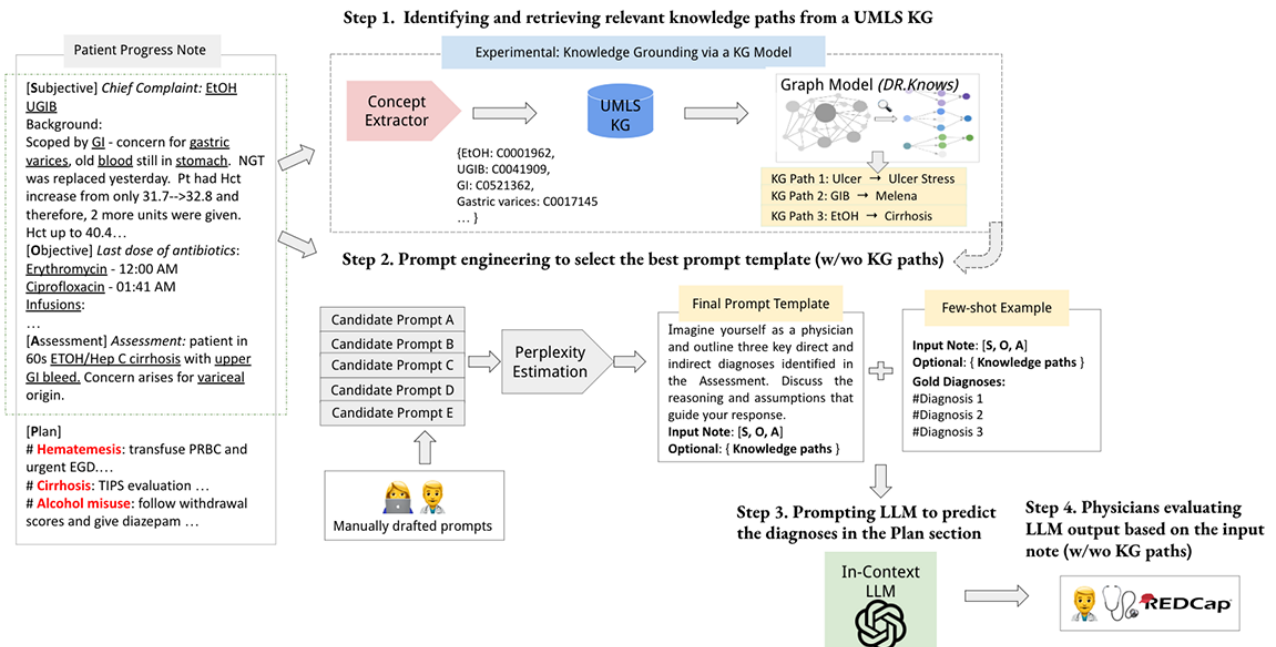 Step 1.  Identifying and retrieving relevant knowledge paths from a UMLS KG
Patient Progress Note
[Subjective] Chief Complaint: EtOH
UGIB
Background:
Scoped by GI - concern for gastric
varices, old blood still in stomach.  NGT
was replaced yesterday.  Pt had Hct
increase from only 31.7-->32.8 and
therefore, 2 more units were given.
Hct up to 40.4…
[Objective] Last dose of antibiotics:
Erythromycin - 12:00 AM
Ciprofloxacin - 01:41 AM
Infusions:
…
[Assessment] Assessment: patient in
60s ETOH/Hep C cirrhosis with upper
GI bleed. Concern arises for variceal
origin.
[Plan]
# Hematemesis: transfuse PRBC and
urgent EGD….
# Cirrhosis: TIPS evaluation …
# Alcohol misuse: follow withdrawal
scores and give diazepam …
Experimental: Knowledge Grounding via a KG Model
Concept
Extractor
{EtOH: C0001962,
UGIB: C0041909,
GI: C0521362,
Gastric varices: C0017145
… }
UMLS
KG
Graph Model (DR.Knows)
KG Path 1: Ulcer → Ulcer Stress
KG Path 2: GIB → Melena
KG Path 3: EtOH → Cirrhosis
Step 2. Prompt engineering to select the best prompt template (w/wo KG paths)
Candidate Prompt A
Candidate Prompt B
Candidate Prompt C
Candidate Prompt D
Candidate Prompt E
Manually drafted prompts
Perplexity
Estimation
Final Prompt Template
Imagine yourself as a physician
and outline three key direct and
indirect diagnoses identified in
the Assessment. Discuss the
reasoning and assumptions that
guide your response.
Input Note: [S, O, A]
Optional: { Knowledge paths }
Few-shot Example
Input Note: [S, O, A]
Optional: { Knowledge paths }
Gold Diagnoses:
#Diagnosis 1
#Diagnosis 2
#Diagnosis 3
Step 3. Prompting LLM to predict
the diagnoses in the Plan section
In-Context
LLM
Step 4. Physicians evaluating
LLM output based on the input
note (w/wo KG paths)
REDCap